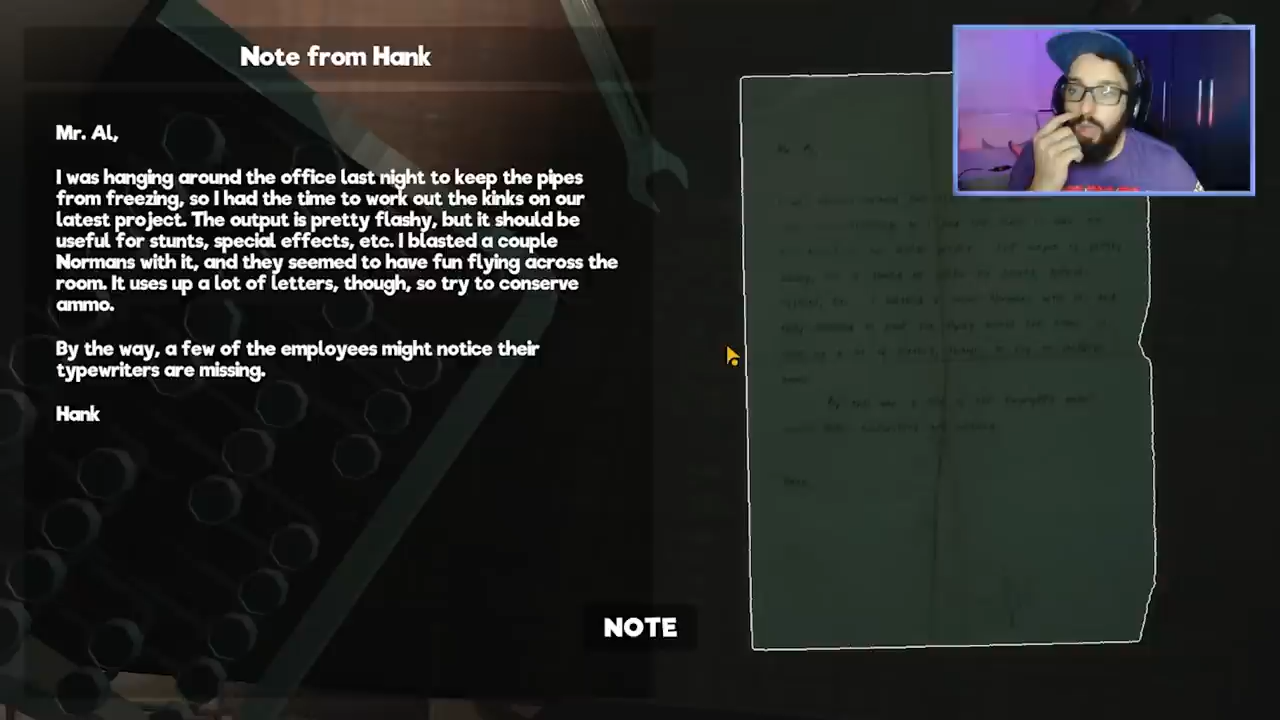 Note from Hank
Mr. Al,
I was hanging around the office last night to keep the pipes
from freezing, so I had the time to work out the kinks on our
latest project. The output is pretty flashy, but it should be
useful for stunts, special effects, etc. I blasted a couple
Normans with it, and they seemed to have fun flying across the
room. It uses up a lot of letters, though, so try to conserve
ammo.
By the way, a few of the employees might notice their
typewriters are missing.
Hank
NOTE